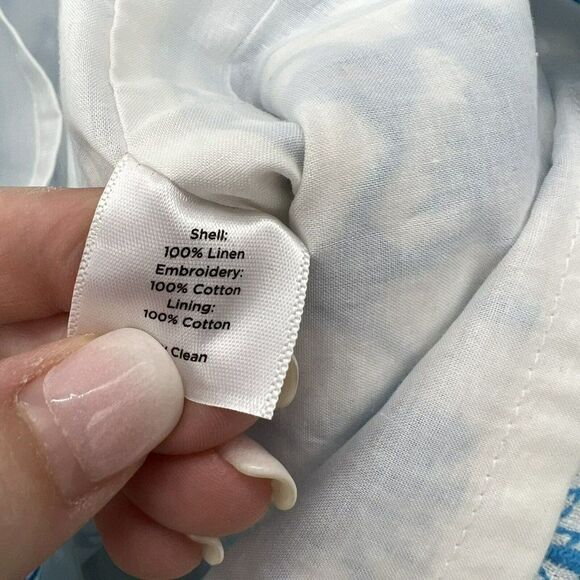 Shell:
100% Linen
Embroidery:
100% Cotton
Lining:
100% Cotton
Clean